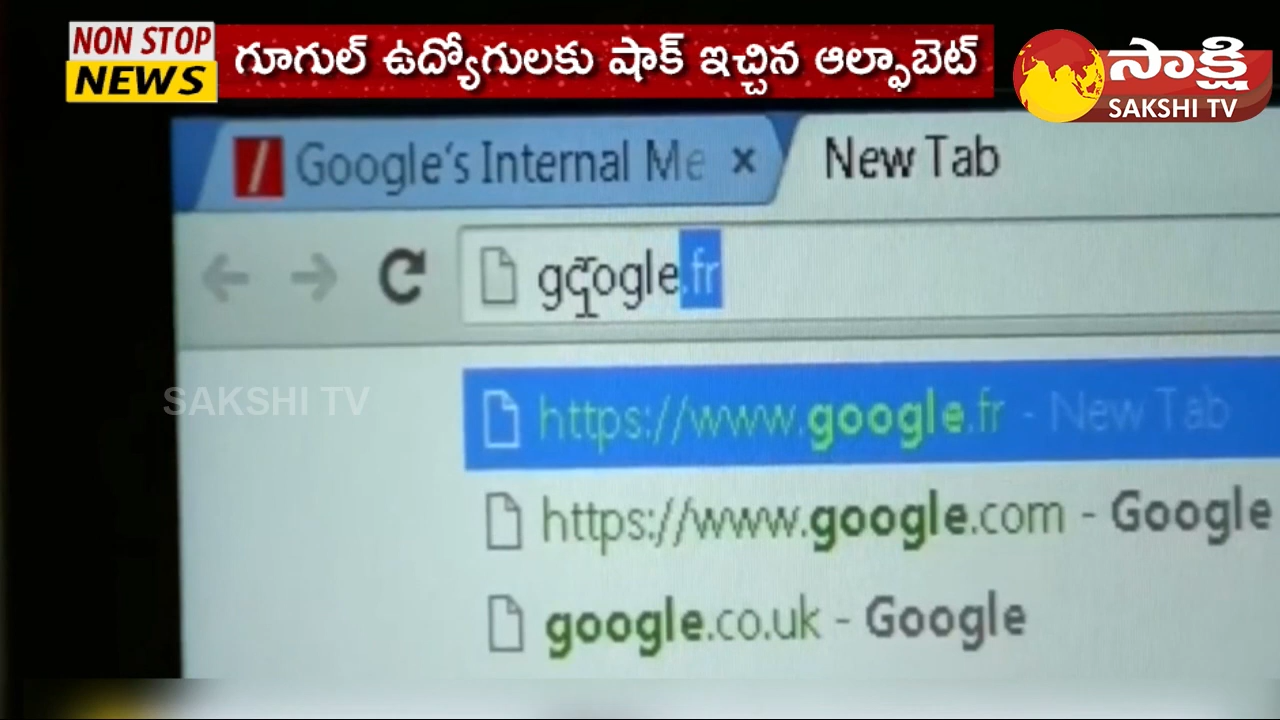 NON STOP
NEWS
గూగుల్ ఉద్యోగులకు షాక్ ఇచ్చిన ఆల్ఫాబెట్
సాక్షి
SAKSHI TV
Google's Internal Me
New Tab
google.fr
SAKSHI TV
https://www.google.fr - New Tab
https://www.google.com - Google
google.co.uk - Google